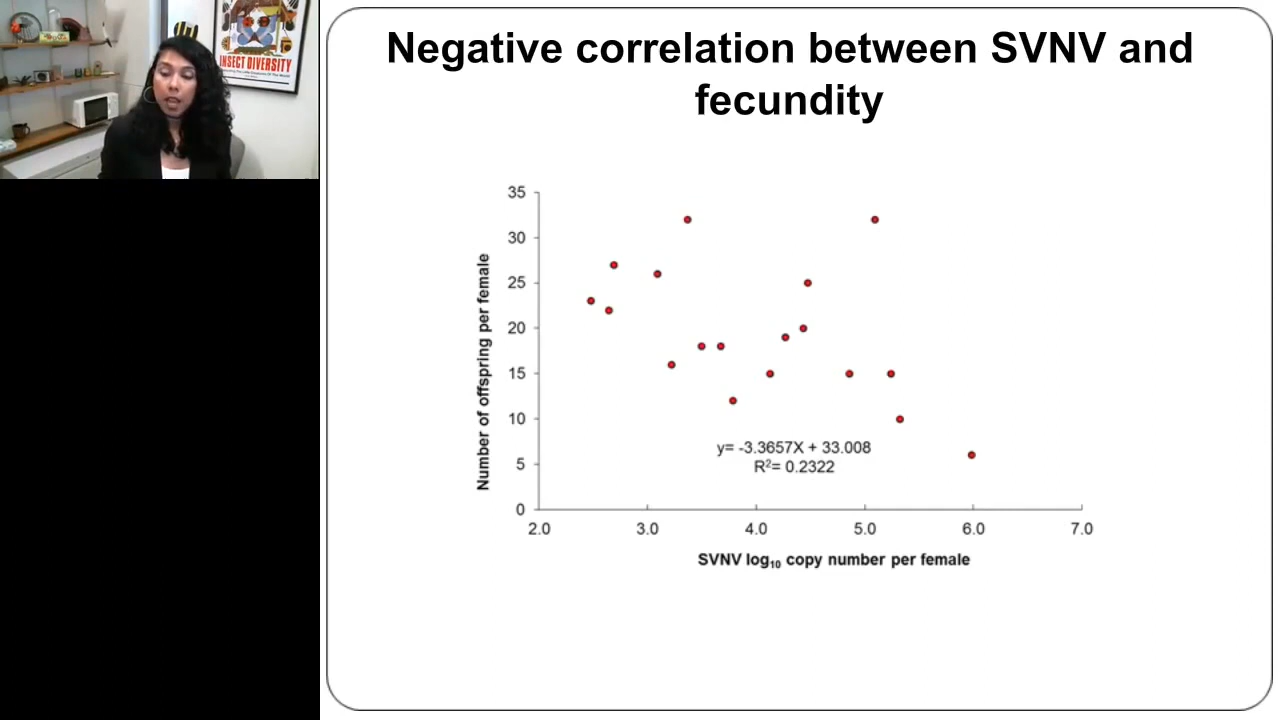 INSECT DIVERSITY
Negative correlation between SVNV and
fecundity
Number of offspring per female
35
30
25
20
15
10
5
0
y= -3.3657X + 33.008
R²= 0.2322
2.0 3.0 4.0 5.0 6.0 7.0
SVNV log₁₀ copy number per female